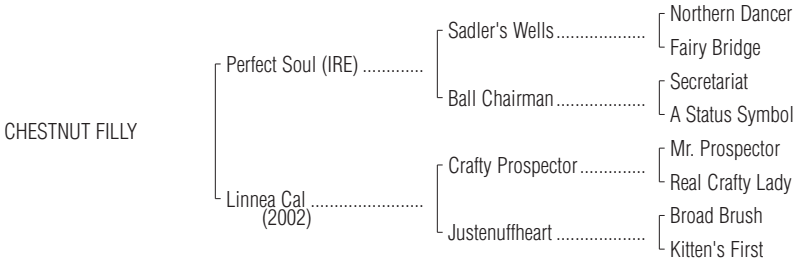 Northern Dancer
Sadler's Wells....................
Fairy Bridge
Perfect Soul (IRE) .............
Secretariat
Ball Chairman....................
A Status Symbol
CHESTNUT FILLY
Mr. Prospector
Crafty Prospector...............
Real Crafty Lady
Linnea Cal .........................
(2002)
Broad Brush
Justenuffheart ....................
Kitten's First